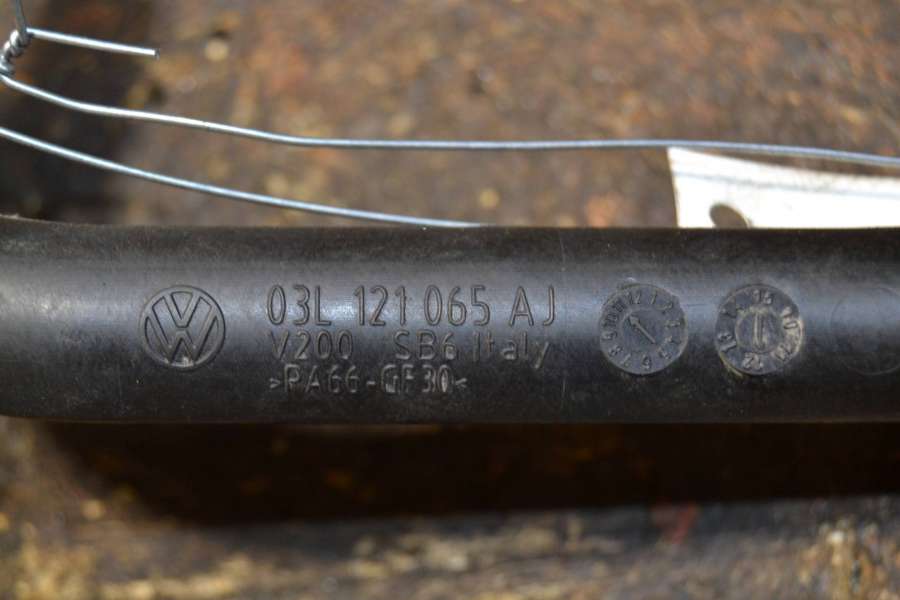 03L 121 065 AJ
V200 SB6 Italy
>PA66-GF30<